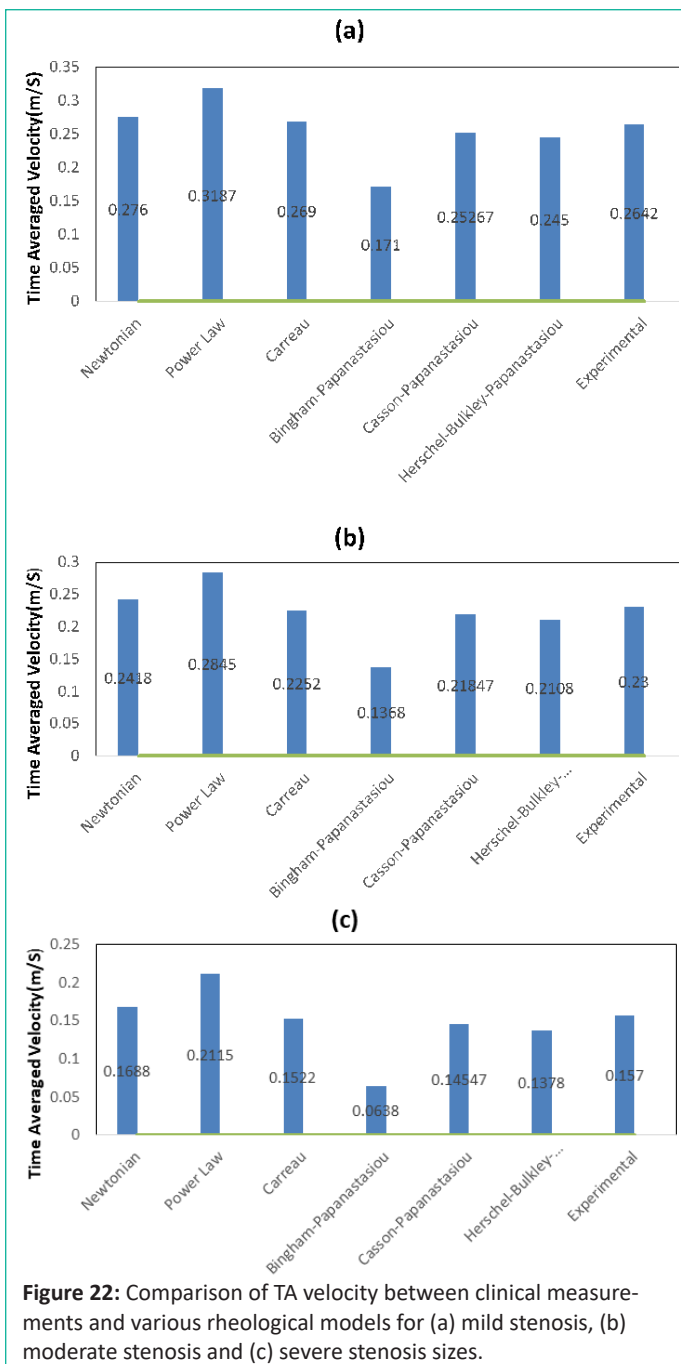 (a)
Time Averaged Velocity(m/S)
0.35
0.3
0.25
0.2
0.15
0.1
0.05
0
0.276
0.3187
0.269
0.171
0.25267
0.245
0.2642
Newtonian
Power Law
Carreau
Bingham-Papanastasiou
Casson-Papanastasiou
Herschel-Bulkley-Papanastasiou
Experimental
(b)
Time Averaged Velocity(m/S)
0.3
0.25
0.2
0.15
0.1
0.05
0
0.2418
0.2845
0.2252
0.1368
0.21847
0.2108
0.23
Newtonian
Power Law
Carreau
Bingham-Papanastasiou
Casson-Papanastasiou
Herschel-Bulkley-...
Experimental
(c)
Time Averaged Velocity(m/S)
0.25
0.2
0.15
0.1
0.05
0
0.1688
0.2115
0.1522
0.0638
0.14547
0.1378
0.157
Newtonian
Power Law
Carreau
Bingham-Papanastasiou
Casson-Papanastasiou
Herschel-Bulkley-...
Experimental
Figure 22: Comparison of TA velocity between clinical measure-
ments and various rheological models for (a) mild stenosis, (b)
moderate stenosis and (c) severe stenosis sizes.